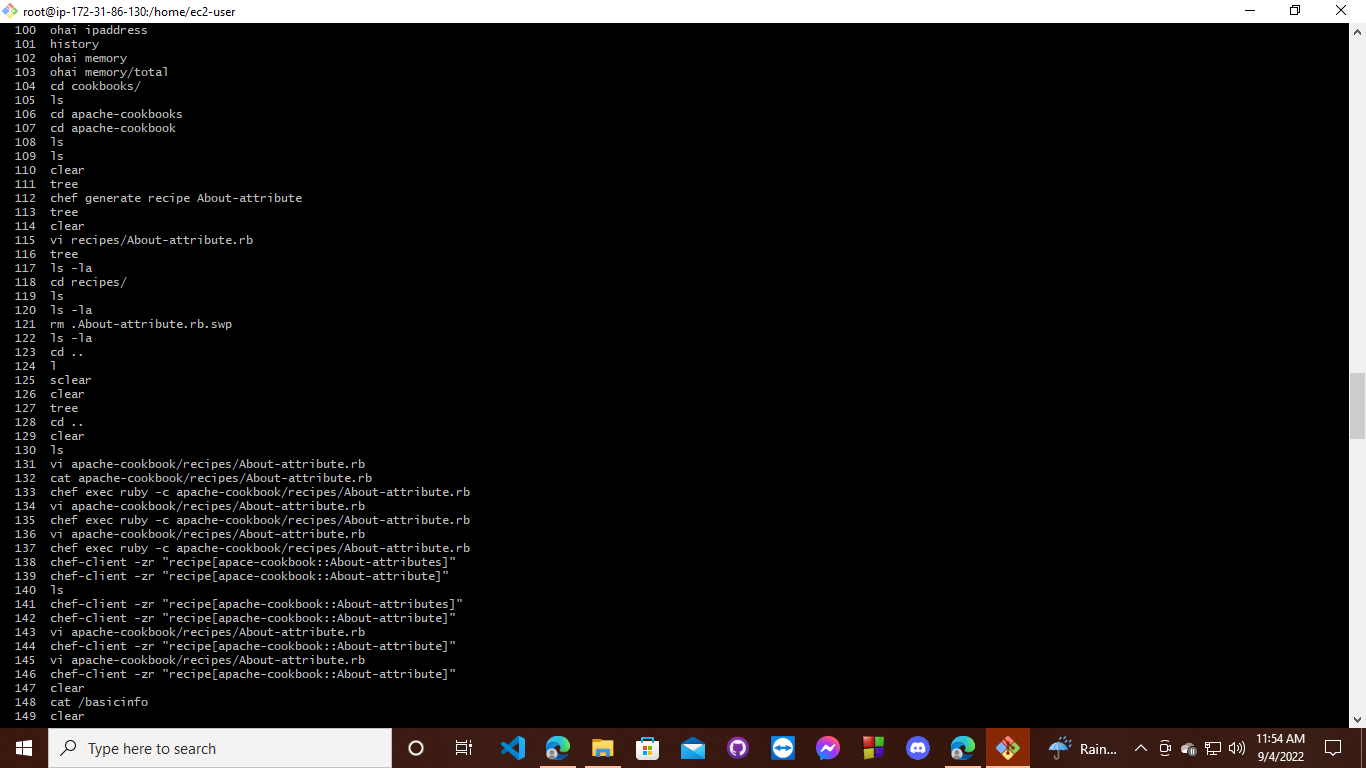 root@ip-172-31-86-130:/home/ec2-user
100 ohai ipaddress
101 history
102 ohai memory
103 ohai memory/total
104 cd cookbooks/
105 ls
106 cd apache-cookbooks
107 cd apache-cookbook
108 ls
109 ls
110 clear
111 tree
112 chef generate recipe About-attribute
113 tree
114 clear
115 vi recipes/About-attribute.rb
116 tree
117 ls -la
118 cd recipes/
119 ls
120 ls -la
121 rm .About-attribute.rb.swp
122 ls -la
123 cd ..
124 l
125 sclear
126 clear
127 tree
128 cd ..
129 clear
130 ls
131 vi apache-cookbook/recipes/About-attribute.rb
132 cat apache-cookbook/recipes/About-attribute.rb
133 chef exec ruby -c apache-cookbook/recipes/About-attribute.rb
134 vi apache-cookbook/recipes/About-attribute.rb
135 chef exec ruby -c apache-cookbook/recipes/About-attribute.rb
136 vi apache-cookbook/recipes/About-attribute.rb
137 chef exec ruby -c apache-cookbook/recipes/About-attribute.rb
138 chef-client -zr "recipe[apace-cookbook::About-attributes]"
139 chef-client -zr "recipe[apace-cookbook::About-attribute]"
140 ls
141 chef-client -zr "recipe[apache-cookbook::About-attributes]"
142 chef-client -zr "recipe[apache-cookbook::About-attribute]"
143 vi apache-cookbook/recipes/About-attribute.rb
144 chef-client -zr "recipe[apache-cookbook::About-attribute]"
145 vi apache-cookbook/recipes/About-attribute.rb
146 chef-client -zr "recipe[apache-cookbook::About-attribute]"
147 clear
148 cat /basicinfo
149 clear
Type here to search
Rain...
11:54 AM
9/4/2022